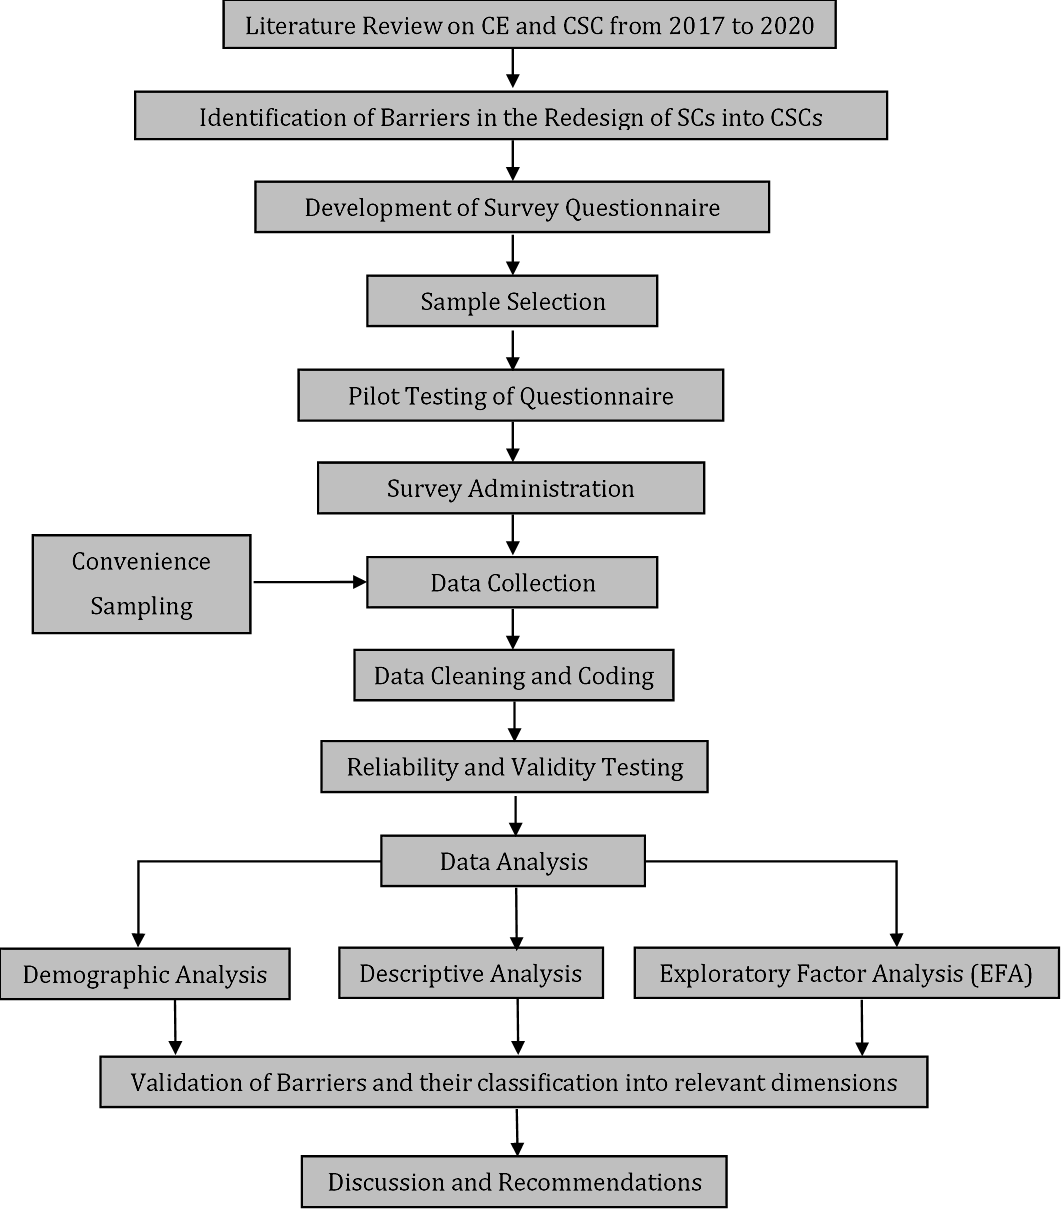 Literature Review on CE and CSC from 2017 to 2020
Identification of Barriers in the Redesign of SCs into CSCs
Development of Survey Questionnaire
Sample Selection
Pilot Testing of Questionnaire
Survey Administration
Convenience
Sampling
Data Collection
Data Cleaning and Coding
Reliability and Validity Testing
Data Analysis
Demographic Analysis
Descriptive Analysis
Exploratory Factor Analysis (EFA)
Validation of Barriers and their classification into relevant dimensions
Discussion and Recommendations